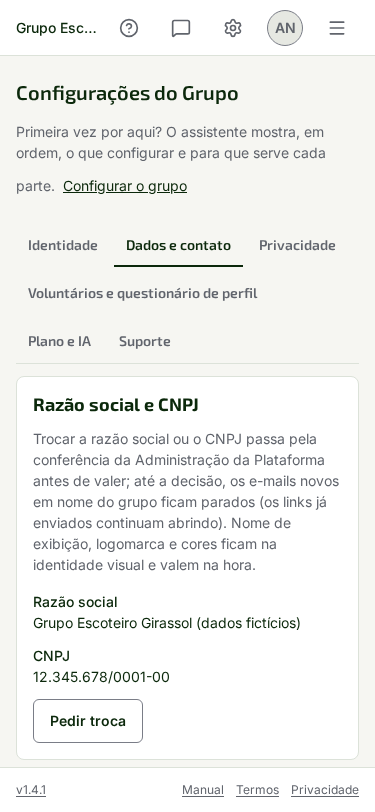 Grupo Esc...
AN
Configurações do Grupo
Primeira vez por aqui? O assistente mostra, em
ordem, o que configurar e para que serve cada
parte. Configurar o grupo
Identidade Dados e contato Privacidade
Voluntários e questionário de perfil
Plano e IA Suporte
Razão social e CNPJ
Trocar a razão social ou o CNPJ passa pela
conferência da Administração da Plataforma
antes de valer; até a decisão, os e-mails novos
em nome do grupo ficam parados (os links já
enviados continuam abrindo). Nome de
exibição, logomarca e cores ficam na
identidade visual e valem na hora.
Razão social
Grupo Escoteiro Girassol (dados fictícios)
CNPJ
12.345.678/0001-00
Pedir troca
v1.4.1 Manual Termos Privacidade